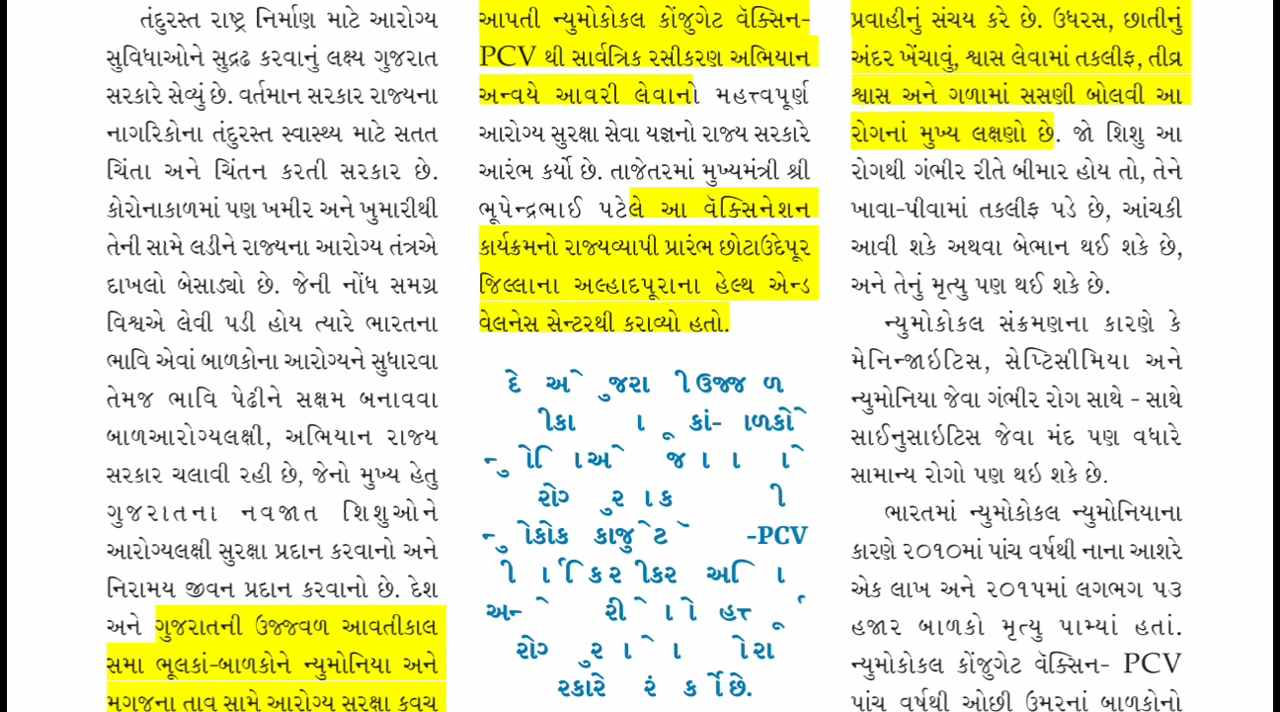 તંદુરસ્ત રાષ્ટ્ર નિર્માણ માટે આરોગ્ય
સુવિધાઓને સુદ્રઢ કરવાનું લક્ષ્ય ગુજરાત
સરકારે સેવ્યું છે. વર્તમાન સરકાર રાજ્યના
નાગરિકોના તંદુરસ્ત સ્વાસ્થ્ય માટે સતત
ચિંતા અને ચિંતન કરતી સરકાર છે.
કોરોનાકાળમાં પણ ખમીર અને ખુમારીથી
તેની સામે લડીને રાજ્યના આરોગ્ય તંત્રએ
દાખલો બેસાડ્યો છે. જેની નોંધ સમગ્ર
વિશ્વએ લેવી પડી હોય ત્યારે ભારતના
ભાવિ એવાં બાળકોના આરોગ્યને સુધારવા
તેમજ ભાવિ પેઢીને સક્ષમ બનાવવા
બાળઆરોગ્યલક્ષી, અભિયાન રાજ્ય
સરકાર ચલાવી રહી છે, જેનો મુખ્ય હેતુ
ગુજરાતના નવજાત શિશુઓને
આરોગ્યલક્ષી સુરક્ષા પ્રદાન કરવાનો અને
નિરામય જીવન પ્રદાન કરવાનો છે. દેશ
અને ગુજરાતની ઉજ્જવળ આવતીકાલ
સમા ભૂલકાં-બાળકોને ન્યુમોનિયા અને
મગજના તાવ સામે આરોગ્ય સુરક્ષા કવચ
આપતી ન્યુમોકોકલ કોંજુગેટ વૅક્સિન-
PCV થી સાર્વત્રિક રસીકરણ અભિયાન
અન્વયે આવરી લેવાનો મહત્ત્વપૂર્ણ
આરોગ્ય સુરક્ષા સેવા યજ્ઞનો રાજ્ય સરકારે
આરંભ કર્યો છે. તાજેતરમાં મુખ્યમંત્રી શ્રી
ભૂપેન્દ્રભાઈ પટેલે આ વૅક્સિનેશન
કાર્યક્રમનો રાજ્યવ્યાપી પ્રારંભ છોટાઉદેપૂર
જિલ્લાના અલ્હાદપૂરાના હેલ્થ એન્ડ
વેલનેસ સેન્ટરથી કરાવ્યો હતો.
-PCV
છે.
પ્રવાહીનું સંચય કરે છે. ઉધરસ, છાતીનું
અંદર ખેંચાવું, શ્વાસ લેવામાં તકલીફ, તીવ્ર
શ્વાસ અને ગળામાં સસણી બોલવી આ
રોગનાં મુખ્ય લક્ષણો છે. જો શિશુ આ
રોગથી ગંભીર રીતે બીમાર હોય તો, તેને
ખાવા-પીવામાં તકલીફ પડે છે, આંચકી
આવી શકે અથવા બેભાન થઈ શકે છે,
અને તેનું મૃત્યુ પણ થઈ શકે છે.
ન્યુમોકોકલ સંક્રમણના કારણે કે
મેનિન્જાઇટિસ, સેપ્ટિસીમિયા અને
ન્યુમોનિયા જેવા ગંભીર રોગ સાથે - સાથે
સાઈનુસાઇટિસ જેવા મંદ પણ વધારે
સામાન્ય રોગો પણ થઇ શકે છે.
ભારતમાં ન્યુમોકોકલ ન્યુમોનિયાના
કારણે ૨૦૧૦માં પાંચ વર્ષથી નાના આશરે
એક લાખ અને ૨૦૧૫માં લગભગ ૫૩
હજાર બાળકો મૃત્યુ પામ્યાં હતાં.
ન્યુમોકોકલ કોંજુગેટ વૅક્સિન- PCV
પાંચ વર્ષથી ઓછી ઉમરનાં બાળકોનો